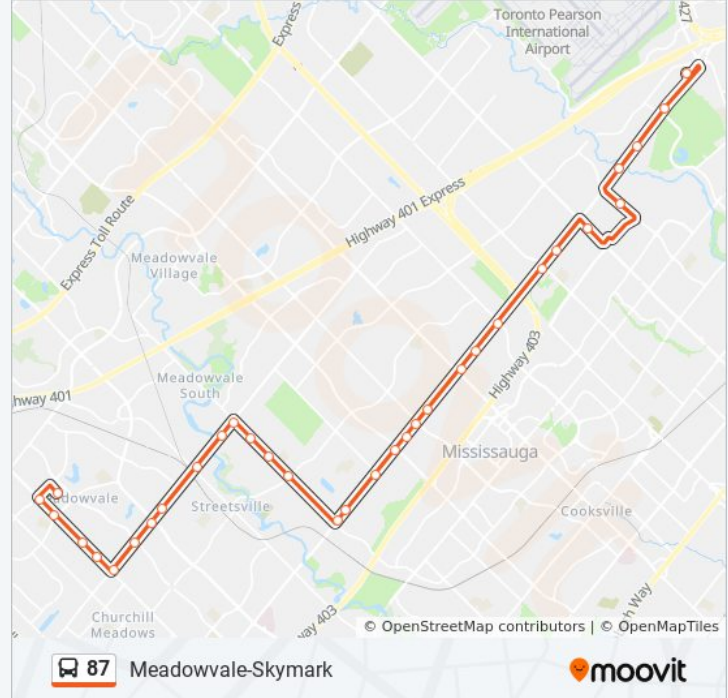 Toronto Pearson
International
Airport
427
Express
Highway 401 Express
Express Toll Route
Meadowvale
Village
Highway 403
Meadowvale
South
hway 401
Mississauga
adowvale
Streetsville
Cooksville
Churchill
Meadows
wy 403
h Way
© OpenStreetMap contributors | © OpenMapTiles
87 Meadowvale-Skymark
moovit